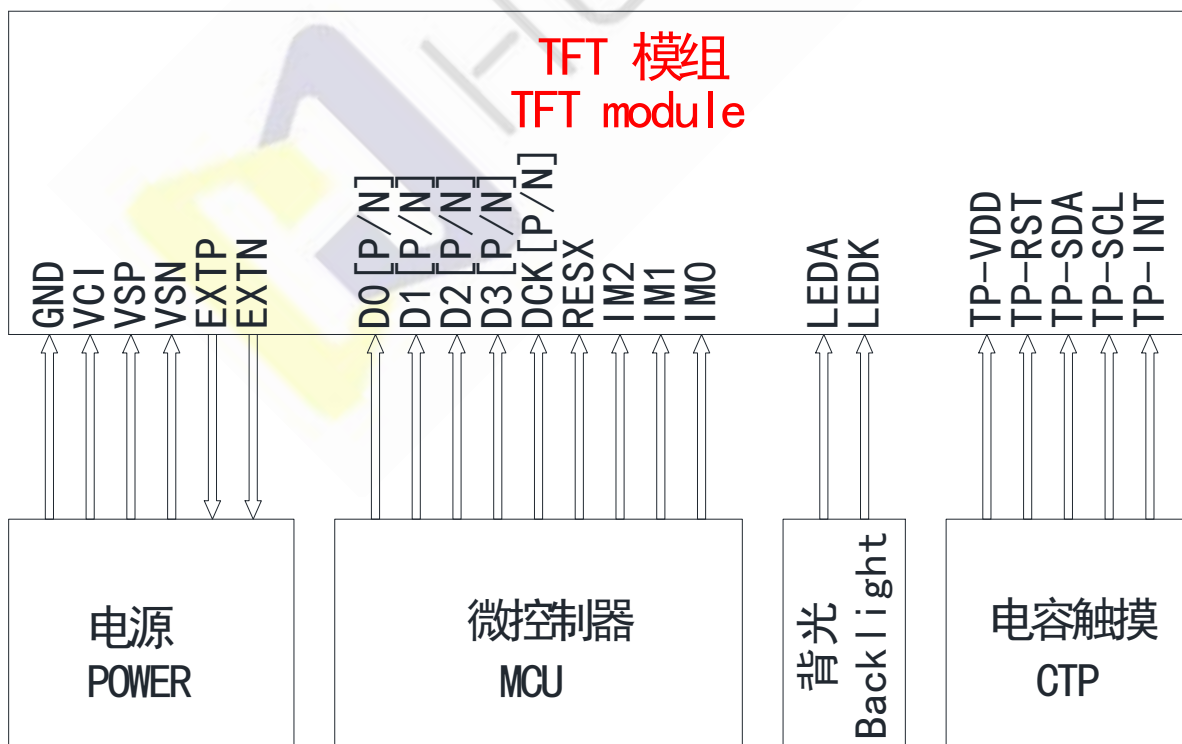 TFT 模组
TFT module
GND
VCI
VSP
VSN
EXTP
EXTN
D0[P/N]
D1[P/N]
D2[P/N]
D3[P/N]
DCK[P/N]
RESX
IM2
IM1
IM0
LEDA
LEDK
TP-VDD
TP-RST
TP-SDA
TP-SCL
TP-INT
电源
POWER
微控制器
MCU
背光
Backlight
电容触摸
CTP